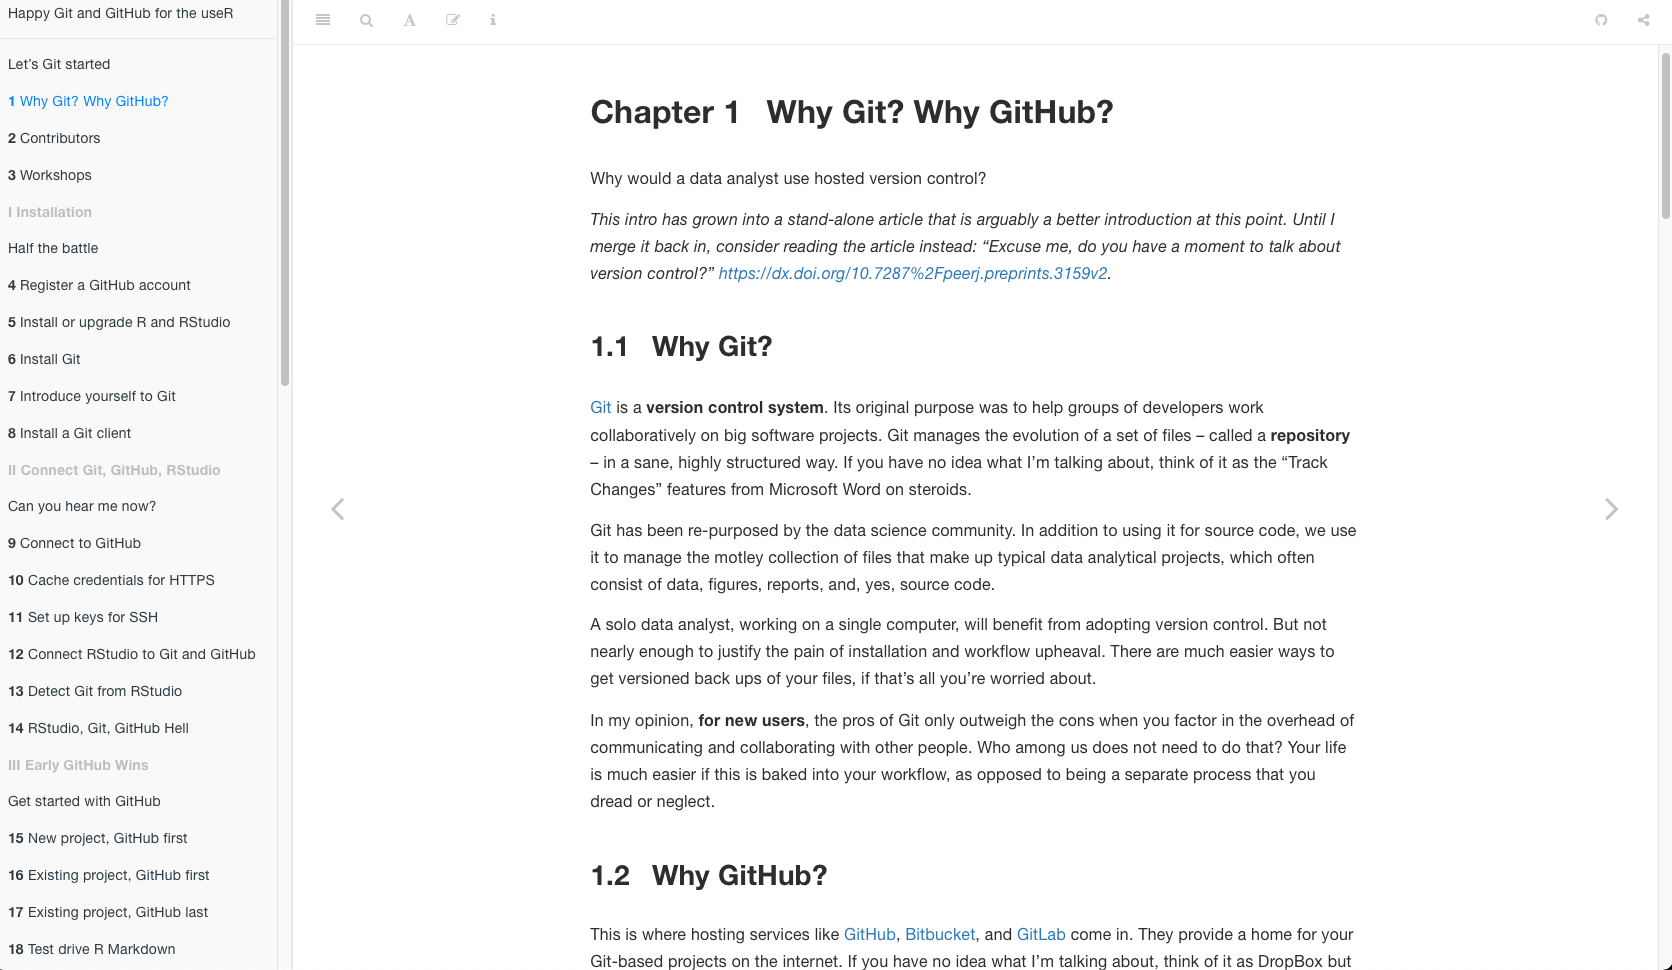 Happy Git and GitHub for the useR
Let’s Git started
1 Why Git? Why GitHub?
2 Contributors
3 Workshops
I Installation
Half the battle
4 Register a GitHub account
5 Install or upgrade R and RStudio
6 Install Git
7 Introduce yourself to Git
8 Install a Git client
II Connect Git, GitHub, RStudio
Can you hear me now?
9 Connect to GitHub
10 Cache credentials for HTTPS
11 Set up keys for SSH
12 Connect RStudio to Git and GitHub
13 Detect Git from RStudio
14 RStudio, Git, GitHub Hell
III Early GitHub Wins
Get started with GitHub
15 New project, GitHub first
16 Existing project, GitHub first
17 Existing project, GitHub last
18 Test drive R Markdown
Chapter 1 Why Git? Why GitHub?
Why would a data analyst use hosted version control?
This intro has grown into a stand-alone article that is arguably a better introduction at this point. Until I
merge it back in, consider reading the article instead: “Excuse me, do you have a moment to talk about
version control?” https://dx.doi.org/10.7287%2Fpeerj.preprints.3159v2.
1.1 Why Git?
Git is a version control system. Its original purpose was to help groups of developers work
collaboratively on big software projects. Git manages the evolution of a set of files – called a repository
– in a sane, highly structured way. If you have no idea what I’m talking about, think of it as the “Track
Changes” features from Microsoft Word on steroids.
Git has been re-purposed by the data science community. In addition to using it for source code, we use
it to manage the motley collection of files that make up typical data analytical projects, which often
consist of data, figures, reports, and, yes, source code.
A solo data analyst, working on a single computer, will benefit from adopting version control. But not
nearly enough to justify the pain of installation and workflow upheaval. There are much easier ways to
get versioned back ups of your files, if that’s all you’re worried about.
In my opinion, for new users, the pros of Git only outweigh the cons when you factor in the overhead of
communicating and collaborating with other people. Who among us does not need to do that? Your life
is much easier if this is baked into your workflow, as opposed to being a separate process that you
dread or neglect.
1.2 Why GitHub?
This is where hosting services like GitHub, Bitbucket, and GitLab come in. They provide a home for your
Git-based projects on the internet. If you have no idea what I’m talking about, think of it as DropBox but